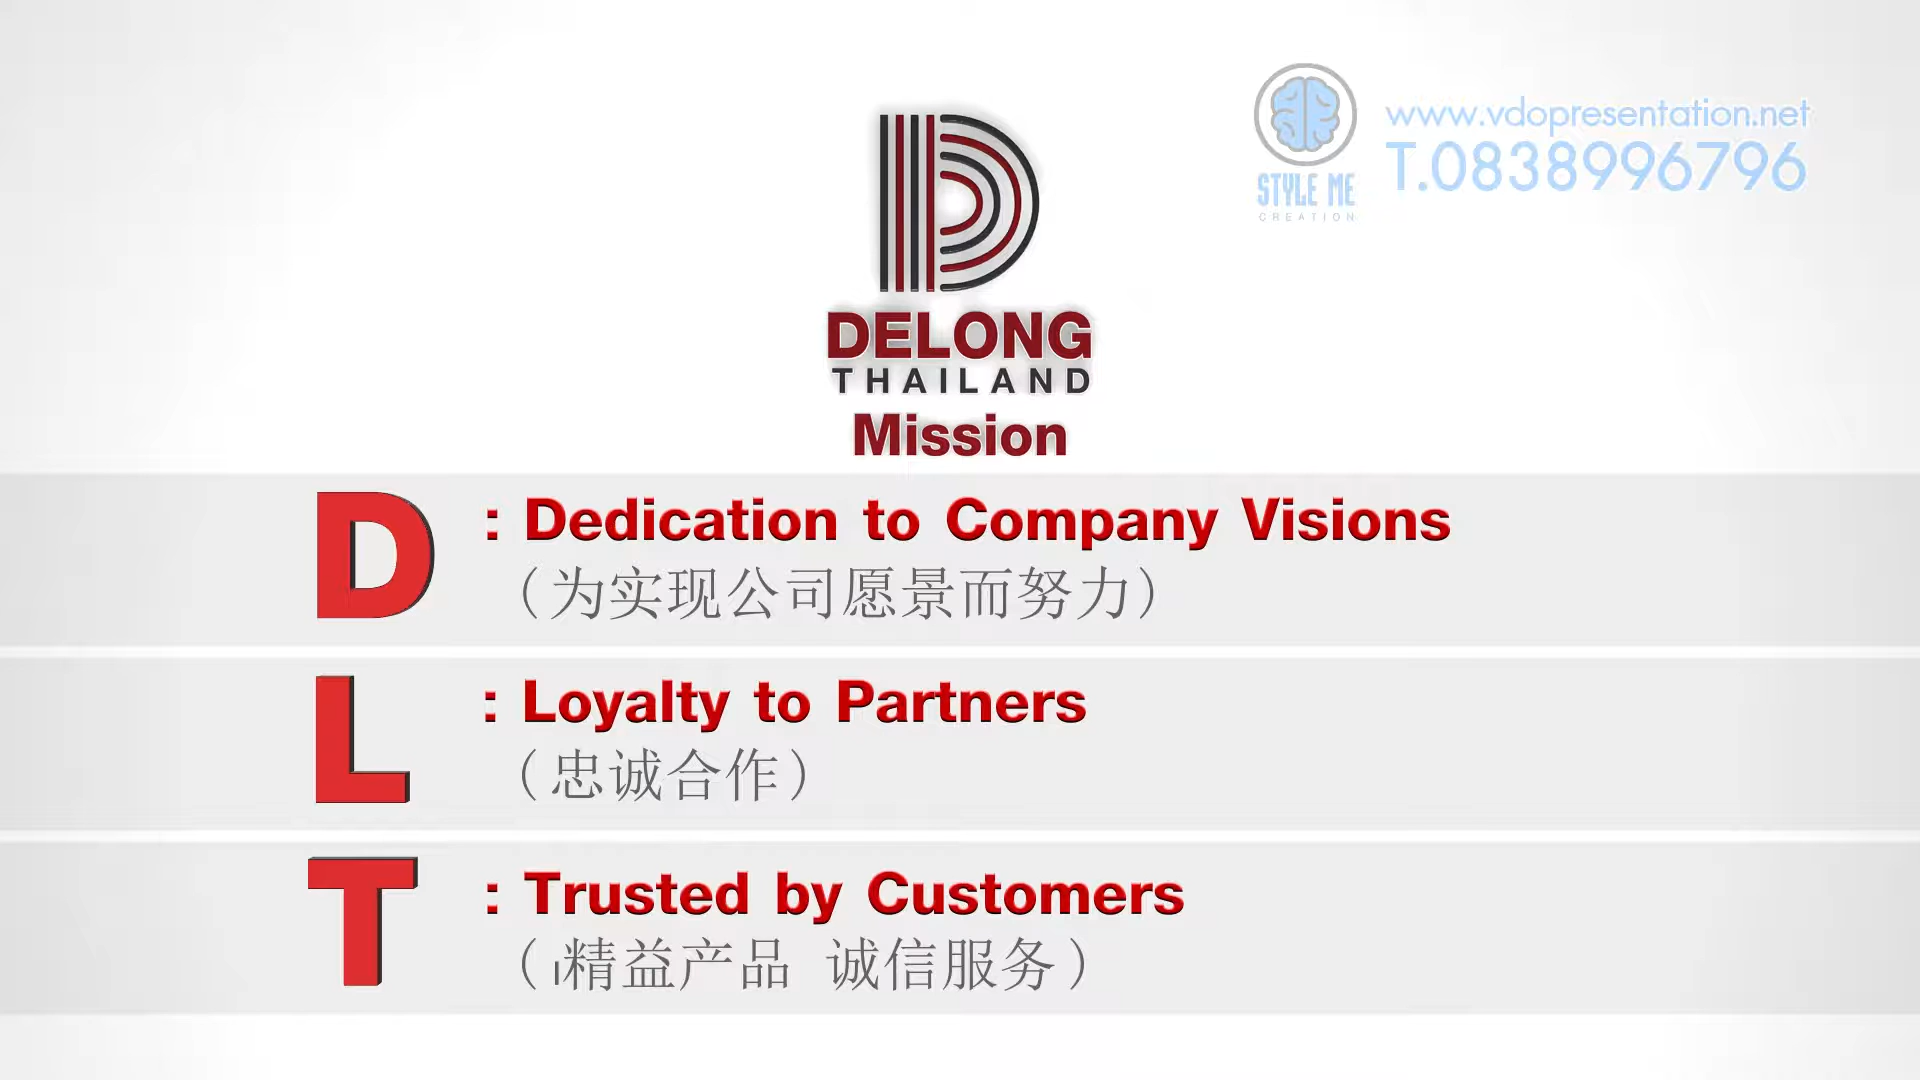 www.vdopresentation.net
T.0838996796
STYLE ME
CREATION
DELONG
THAILAND
Mission
D : Dedication to Company Visions
（为实现公司愿景而努力）
L : Loyalty to Partners
（忠诚合作）
T : Trusted by Customers
（精益产品 诚信服务）